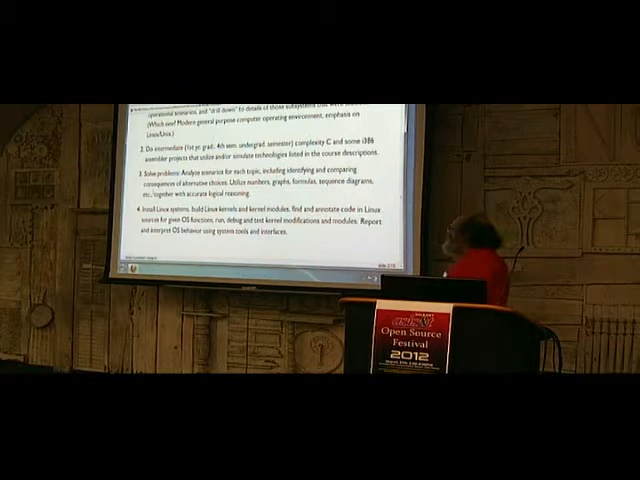 operational scenarios, and "drill down" to details of those subsystems that
(Which one? Modern general purpose computer operating environment, emphasis on
Linux/Unix.)
2. Do intermediate (1st yr. grad., 4th sem. undergrad. semester) complexity C and some i386
assembler projects that utilize and/or simulate technologies listed in the course descriptions.
3. Solve problems: Analyze scenarios for each topic, including identifying and comparing
consequences of alternative choices. Utilize numbers, graphs, formulas, sequence diagrams,
etc., together with accurate logical reasoning.
4. Install Linux systems, build Linux kernels and kernel modules, find and annotate code in Linux
sources for given OS functions, run, debug and test kernel modifications and modules. Report
and interpret OS behavior using system tools and interfaces.
Open Source
Festival
2012